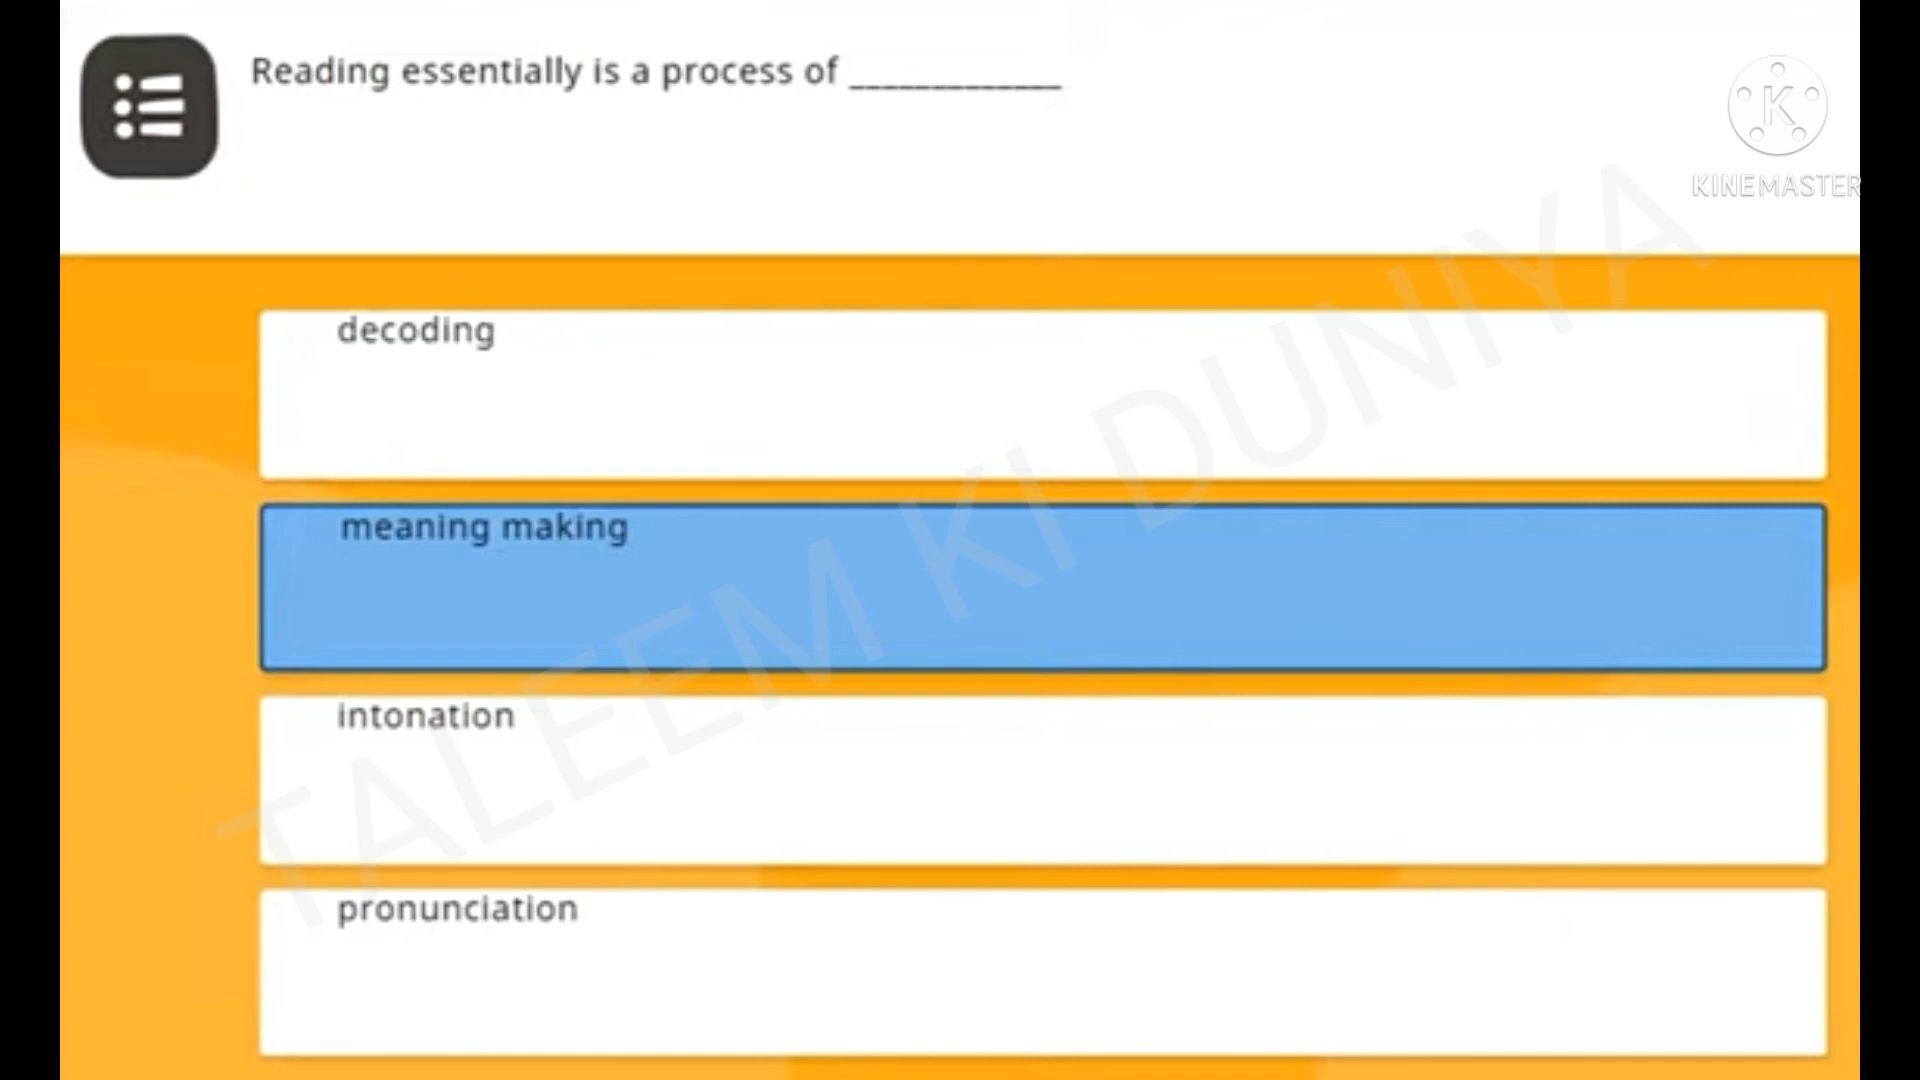 Reading essentially is a process of ____________
K
KINEMASTER
decoding
meaning making
intonation
pronunciation
TALEEM KI DUNIYA